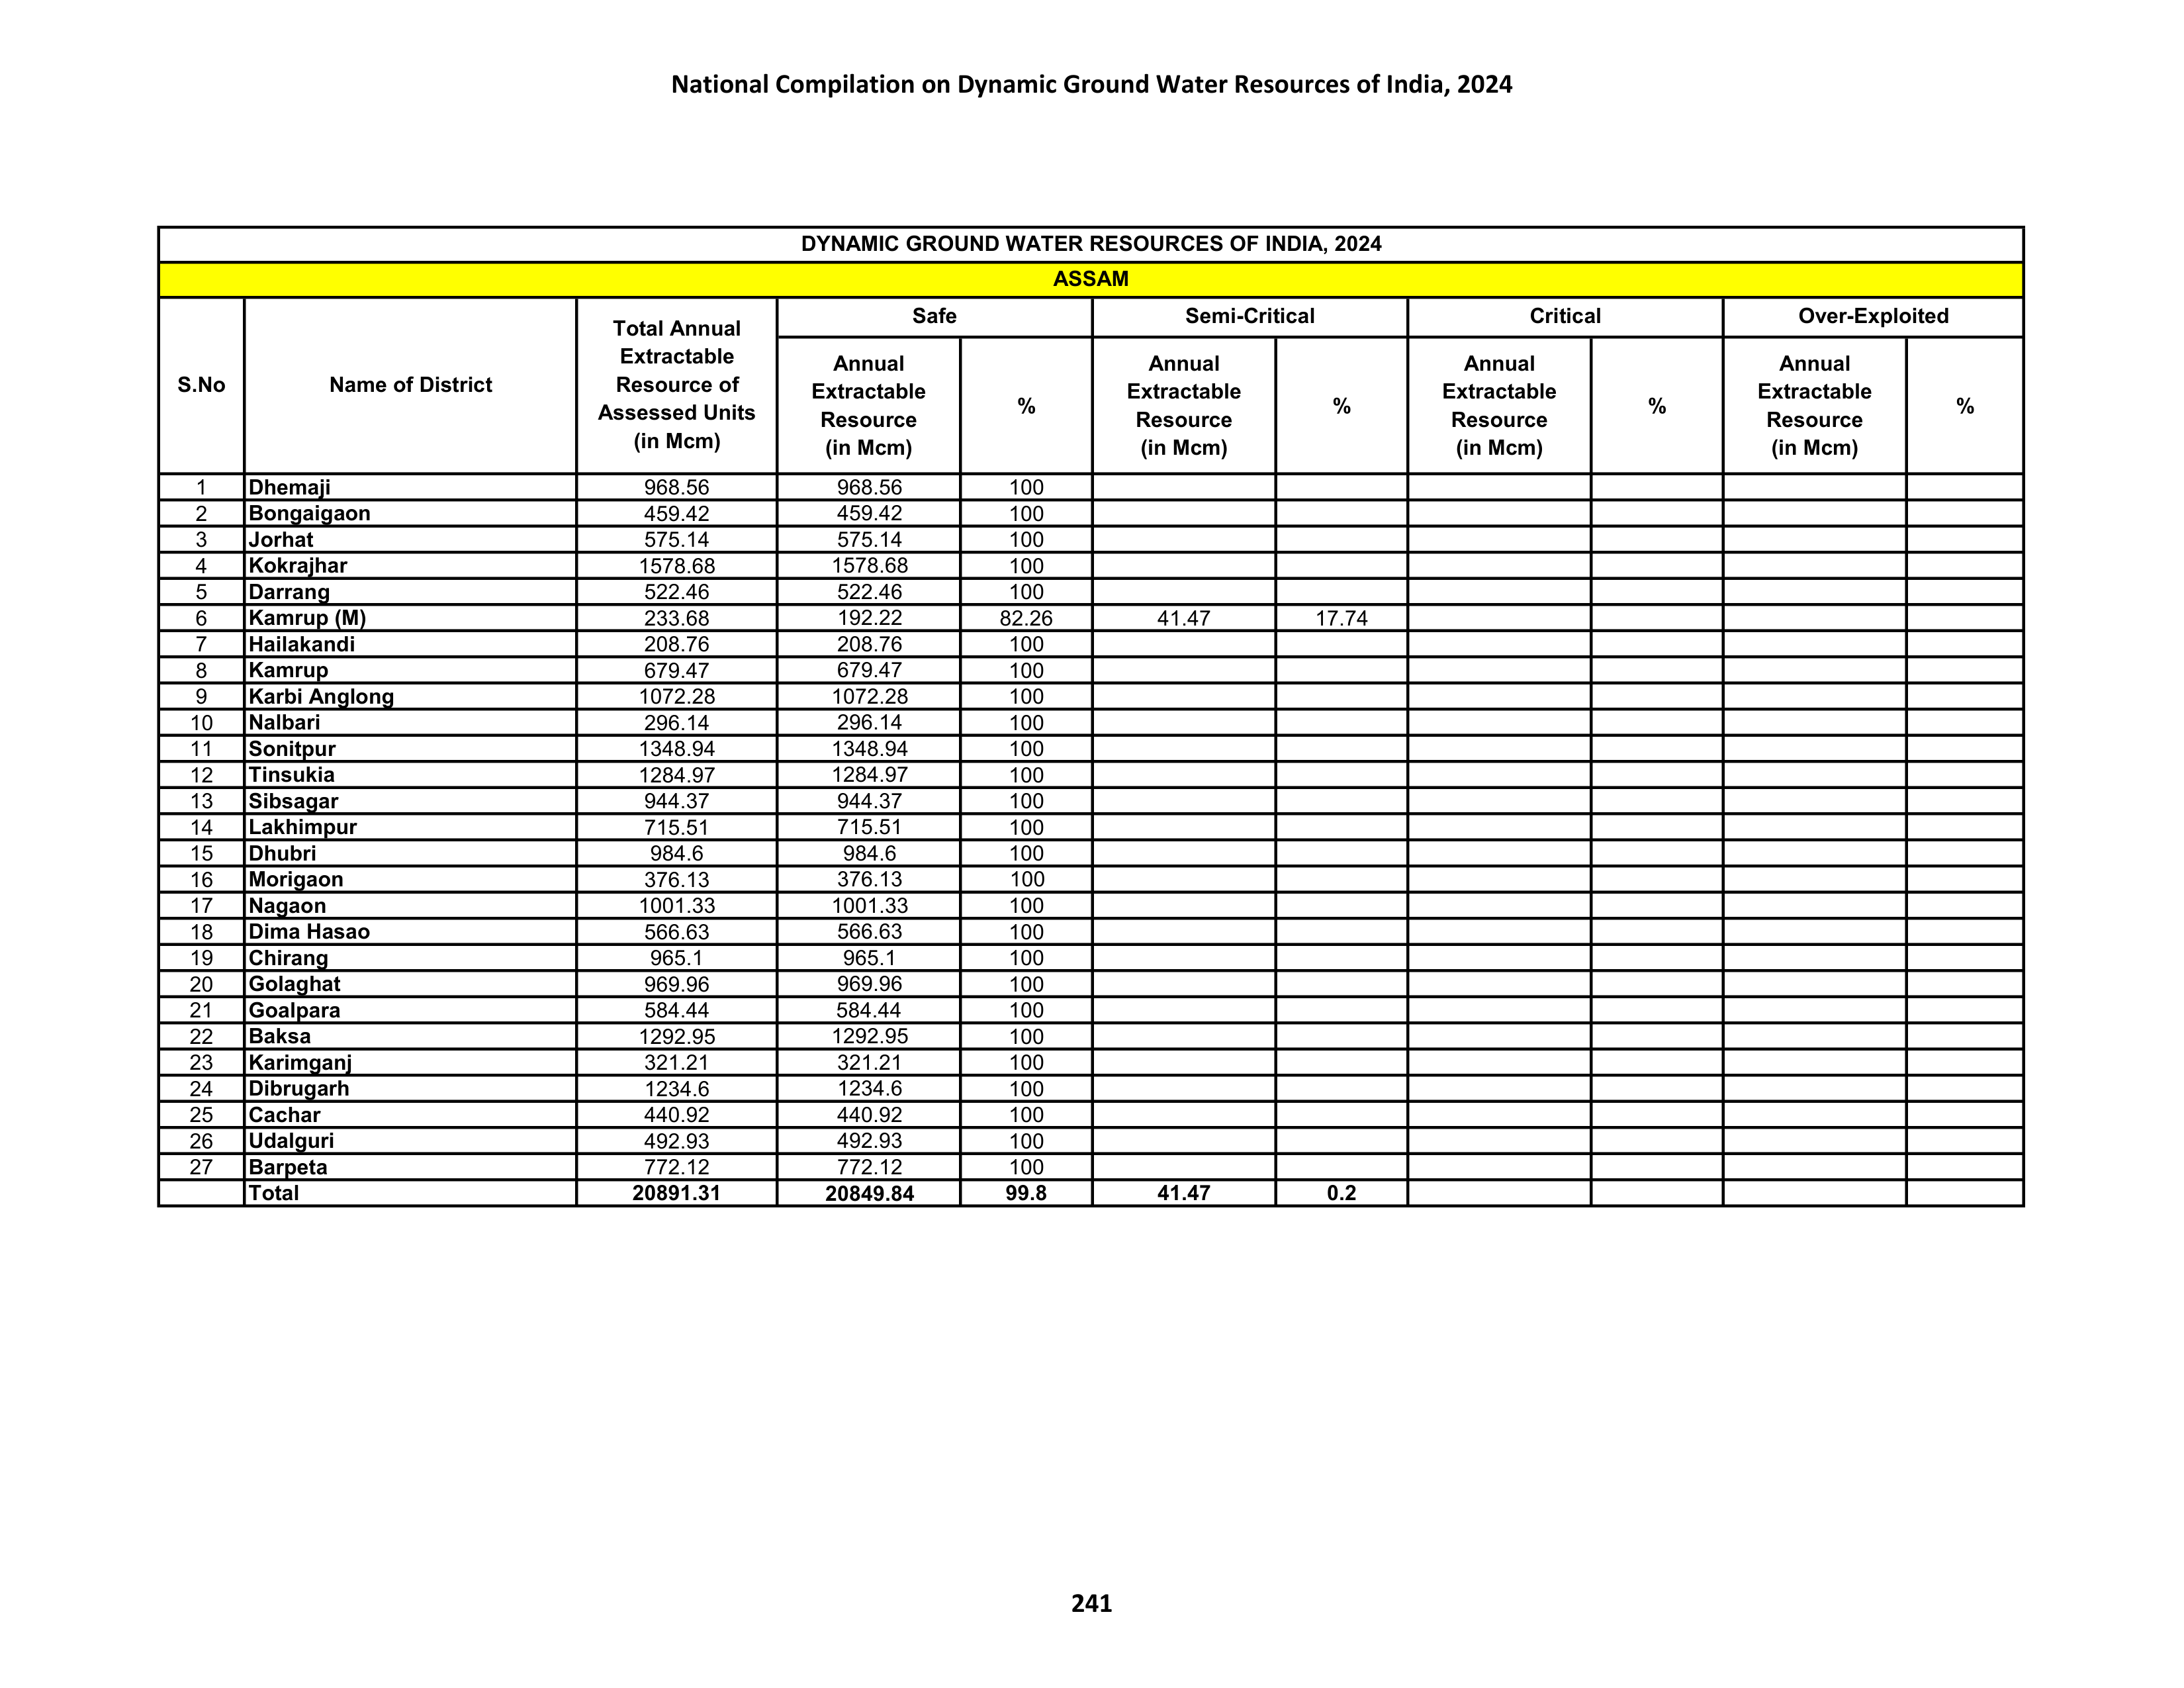 National Compilation on Dynamic Ground Water Resources of India, 2024
DYNAMIC GROUND WATER RESOURCES OF INDIA, 2024
ASSAM
S.No
Name of District
Total Annual
Extractable
Resource of
Assessed Units
(in Mcm)
Safe
Semi-Critical
Critical
Over-Exploited
Annual
Extractable
Resource
(in Mcm)
%
Annual
Extractable
Resource
(in Mcm)
%
Annual
Extractable
Resource
(in Mcm)
%
Annual
Extractable
Resource
(in Mcm)
%
1 Dhemaji 968.56 968.56 100
2 Bongaigaon 459.42 459.42 100
3 Jorhat 575.14 575.14 100
4 Kokrajhar 1578.68 1578.68 100
5 Darrang 522.46 522.46 100
6 Kamrup (M) 233.68 192.22 82.26 41.47 17.74
7 Hailakandi 208.76 208.76 100
8 Kamrup 679.47 679.47 100
9 Karbi Anglong 1072.28 1072.28 100
10 Nalbari 296.14 296.14 100
11 Sonitpur 1348.94 1348.94 100
12 Tinsukia 1284.97 1284.97 100
13 Sibsagar 944.37 944.37 100
14 Lakhimpur 715.51 715.51 100
15 Dhubri 984.6 984.6 100
16 Morigaon 376.13 376.13 100
17 Nagaon 1001.33 1001.33 100
18 Dima Hasao 566.63 566.63 100
19 Chirang 965.1 965.1 100
20 Golaghat 969.96 969.96 100
21 Goalpara 584.44 584.44 100
22 Baksa 1292.95 1292.95 100
23 Karimganj 321.21 321.21 100
24 Dibrugarh 1234.6 1234.6 100
25 Cachar 440.92 440.92 100
26 Udalguri 492.93 492.93 100
27 Barpeta 772.12 772.12 100
Total 20891.31 20849.84 99.8 41.47 0.2
241